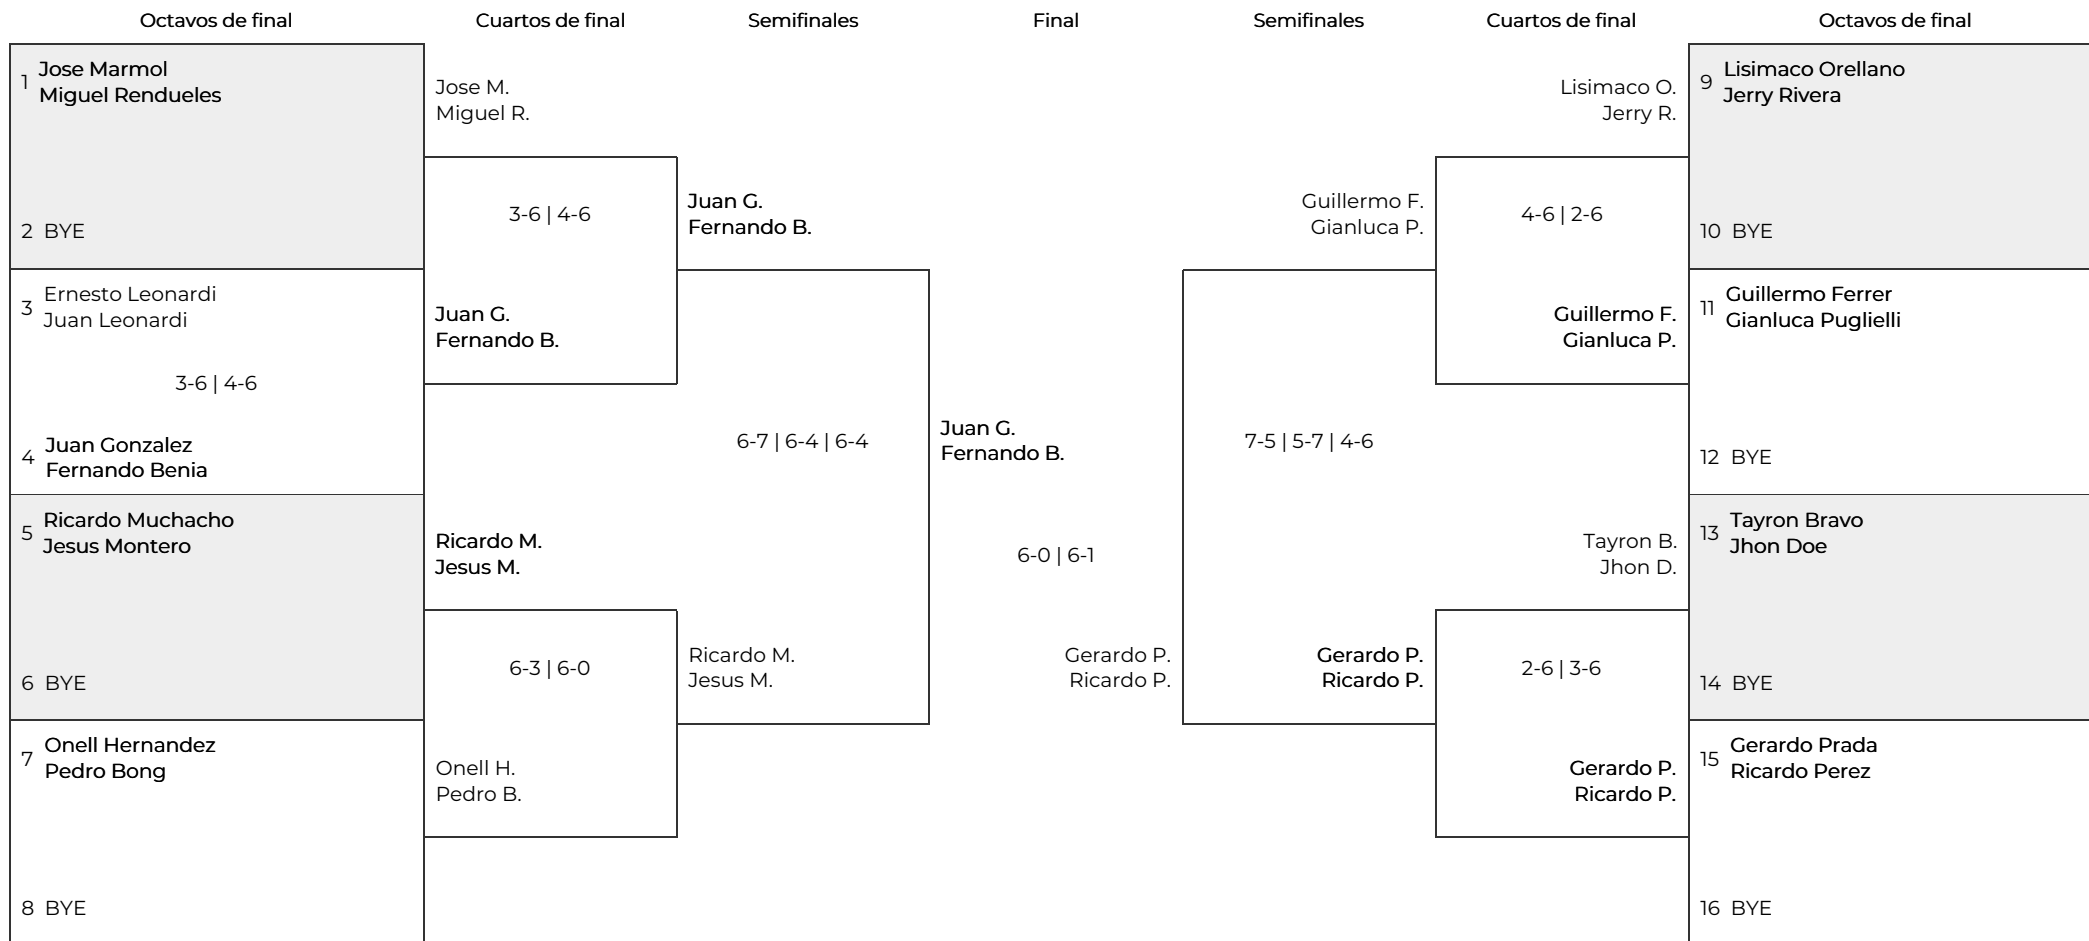 Octavos de final
Cuartos de final
Semifinales
Final
Semifinales
Cuartos de final
Octavos de final
1 Jose Marmol
Miguel Rendueles
2 BYE
3 Ernesto Leonardi
Juan Leonardi
3-6 | 4-6
4 Juan Gonzalez
Fernando Benia
5 Ricardo Muchacho
Jesus Montero
6 BYE
7 Onell Hernandez
Pedro Bong
8 BYE
Jose M.
Miguel R.
3-6 | 4-6
Juan G.
Fernando B.
Ricardo M.
Jesus M.
6-3 | 6-0
Onell H.
Pedro B.
Juan G.
Fernando B.
6-7 | 6-4 | 6-4
Ricardo M.
Jesus M.
Juan G.
Fernando B.
6-0 | 6-1
Gerardo P.
Ricardo P.
Guillermo F.
Gianluca P.
7-5 | 5-7 | 4-6
Gerardo P.
Ricardo P.
Lisimaco O.
Jerry R.
4-6 | 2-6
Guillermo F.
Gianluca P.
Tayron B.
Jhon D.
2-6 | 3-6
Gerardo P.
Ricardo P.
9 Lisimaco Orellano
Jerry Rivera
10 BYE
11 Guillermo Ferrer
Gianluca Puglielli
12 BYE
13 Tayron Bravo
Jhon Doe
14 BYE
15 Gerardo Prada
Ricardo Perez
16 BYE